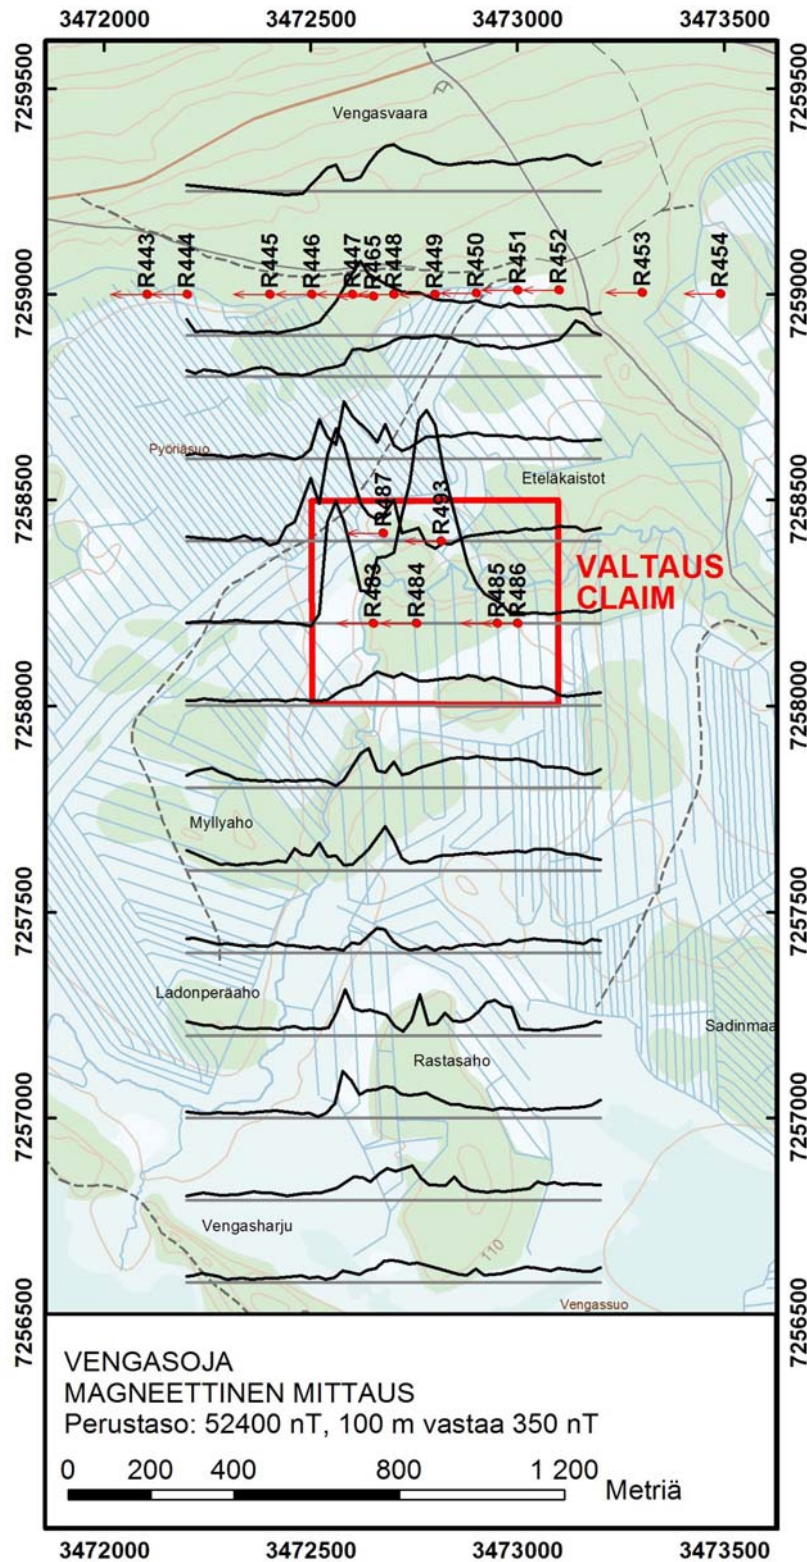 3472000 3472500 3473000 3473500
7259500 7259500
Vengasvaara
R443 R444 R445 R446 R447 R465 R448 R449 R450 R451 R452 R453 R454
7259000 7259000
Pyöriäsuo
Eteläkaistot
7258500 7258500
R487 R493
VALTAUS
CLAIM
R483 R484 R485 R486
7258000 7258000
Myllyaho
7257500 7257500
Ladonperäaho
Sadinmaa
Rastasaho
7257000 7257000
Vengasharju
110
Vengassuo
7256500 7256500
VENGASOJA
MAGNEETTINEN MITTAUS
Perustaso: 52400 nT, 100 m vastaa 350 nT
0 200 400 800 1 200
Metriä
3472000 3472500 3473000 3473500